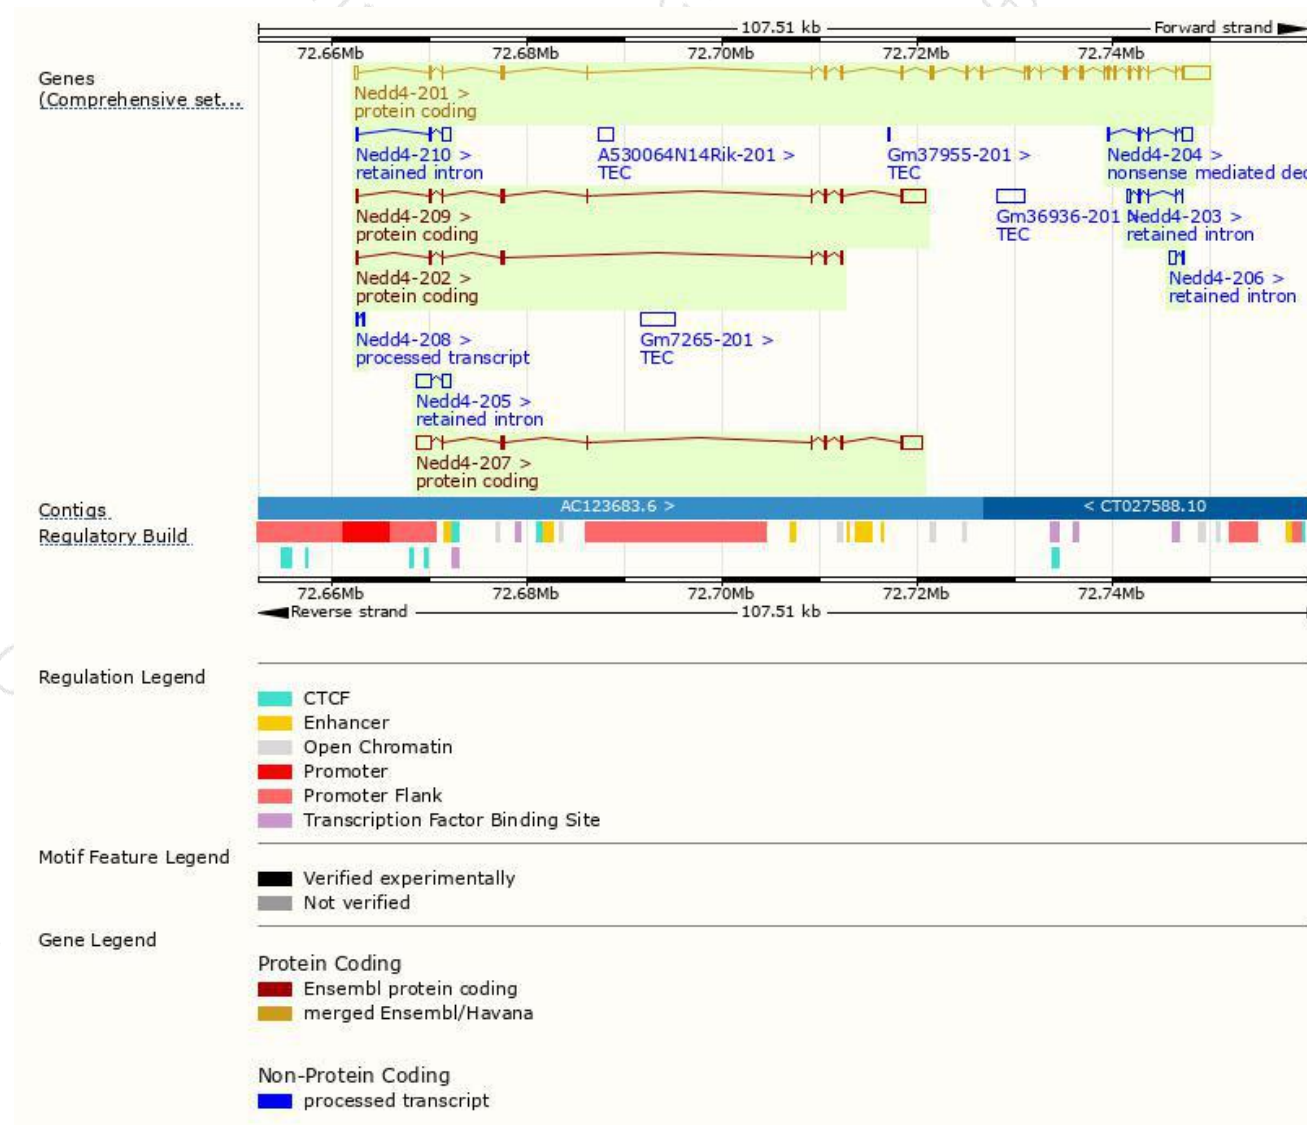 107.51 kb Forward strand
72.66Mb 72.68Mb 72.70Mb 72.72Mb 72.74Mb
Genes
(Comprehensive set...
Nedd4-201 >
protein coding
Nedd4-210 > A530064N14Rik-201 > Gm37955-201 > Nedd4-204 >
retained intron TEC TEC nonsense mediated dec
Nedd4-209 > Gm36936-201 Nedd4-203 >
protein coding TEC retained intron
Nedd4-202 > Nedd4-206 >
protein coding retained intron
Nedd4-208 > Gm7265-201 >
processed transcript TEC
Nedd4-205 >
retained intron
Nedd4-207 >
protein coding
Contigs AC123683.6 > < CT027588.10
Regulatory Build
72.66Mb 72.68Mb 72.70Mb 72.72Mb 72.74Mb
Reverse strand 107.51 kb
Regulation Legend
CTCF
Enhancer
Open Chromatin
Promoter
Promoter Flank
Transcription Factor Binding Site
Motif Feature Legend
Verified experimentally
Not verified
Gene Legend
Protein Coding
Ensembl protein coding
merged Ensembl/Havana
Non-Protein Coding
processed transcript